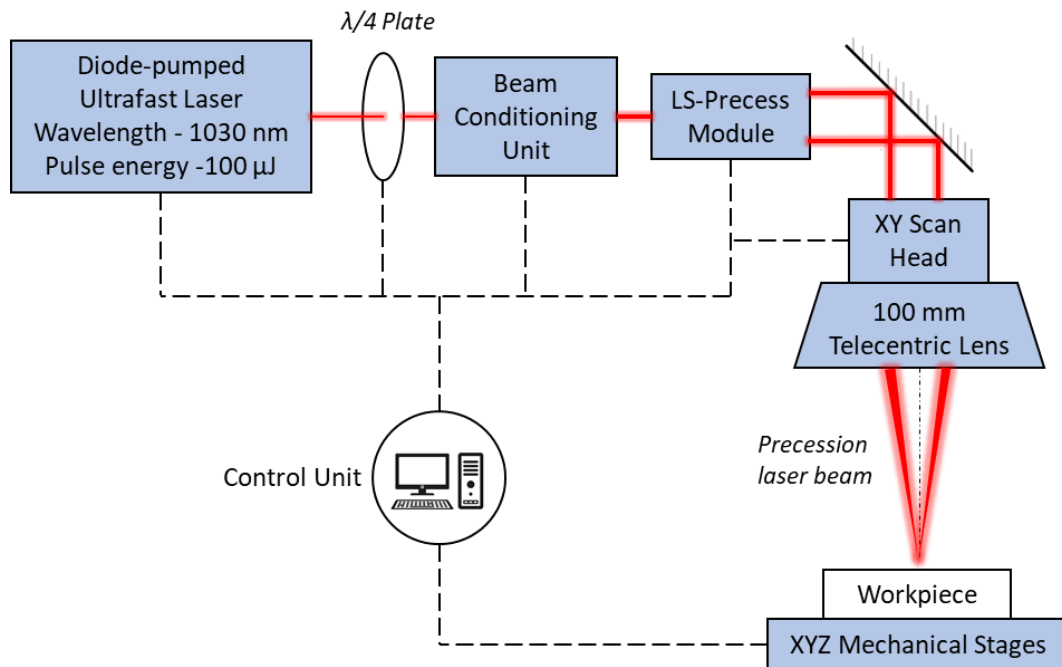 λ/4 Plate
Diode-pumped
Ultrafast Laser
Wavelength - 1030 nm
Pulse energy -100 µJ
Beam
Conditioning
Unit
LS-Precess
Module
XY Scan
Head
100 mm
Telecentric Lens
Precession
laser beam
Control Unit
Workpiece
XYZ Mechanical Stages